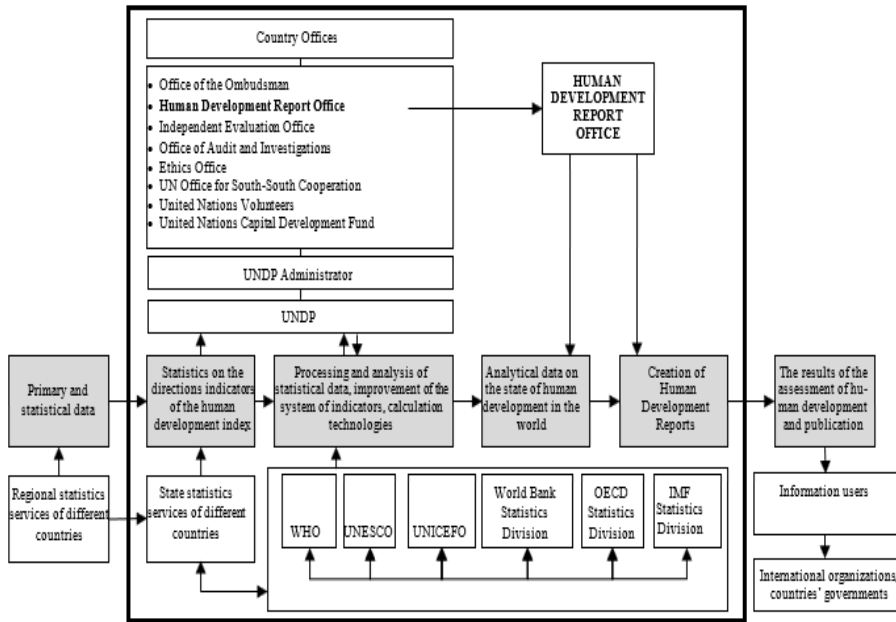 Country Offices
• Office of the Ombudsman
• Human Development Report Office
• Independent Evaluation Office
• Office of Audit and Investigations
• Ethics Office
• UN Office for South-South Cooperation
• United Nations Volunteers
• United Nations Capital Development Fund
HUMAN
DEVELOPMENT
REPORT
OFFICE
UNDP Administrator
UNDP
Primary and
statistical data
Statistics on the
directions indicators
of the human
development index
Processing and analysis of
statistical data, improvement of the
system of indicators, calculation
technologies
Analytical data on
the state of human
development in the
world
Creation of
Human
Development
Reports
The results of the
assessment of hu-
man development
and publication
Regional statistics
services of different
countries
State statistics
services of different
countries
WHO
UNESCO
UNICEFO
World Bank
Statistics
Division
OECD
Statistics
Division
IMF
Statistics
Division
Information users
International organizations,
countries' governments